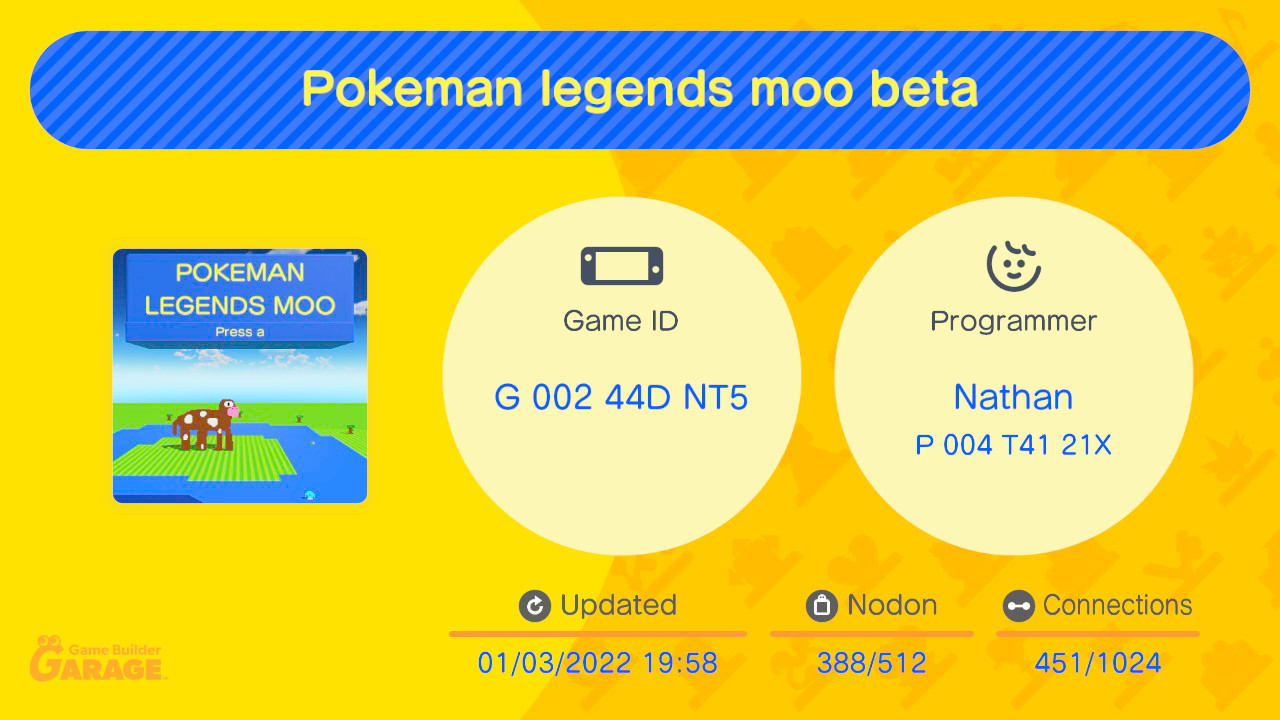 Pokeman legends moo beta
POKEMAN
LEGENDS MOO
Press a
Game ID
G 002 44D NT5
Programmer
Nathan
P 004 T41 21X
Updated
01/03/2022 19:58
Nodon
388/512
Connections
451/1024
Game Builder
GARAGE